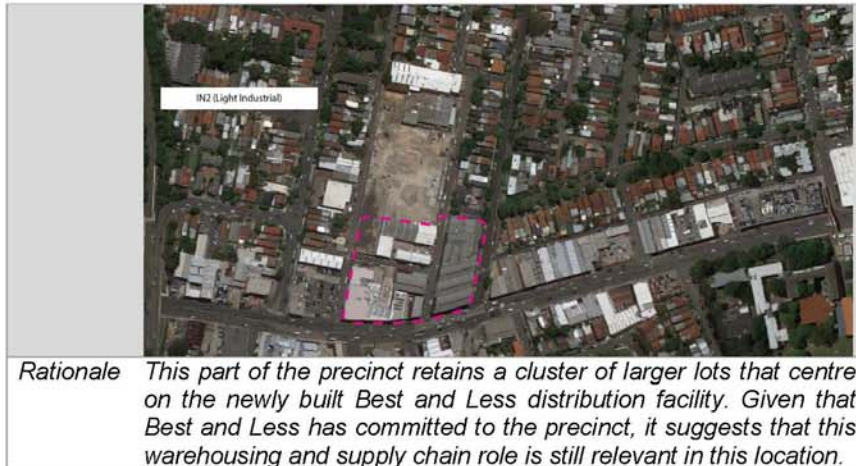 IN2 (Light Industrial)
Rationale This part of the precinct retains a cluster of larger lots that centre
on the newly built Best and Less distribution facility. Given that
Best and Less has committed to the precinct, it suggests that this
warehousing and supply chain role is still relevant in this location.